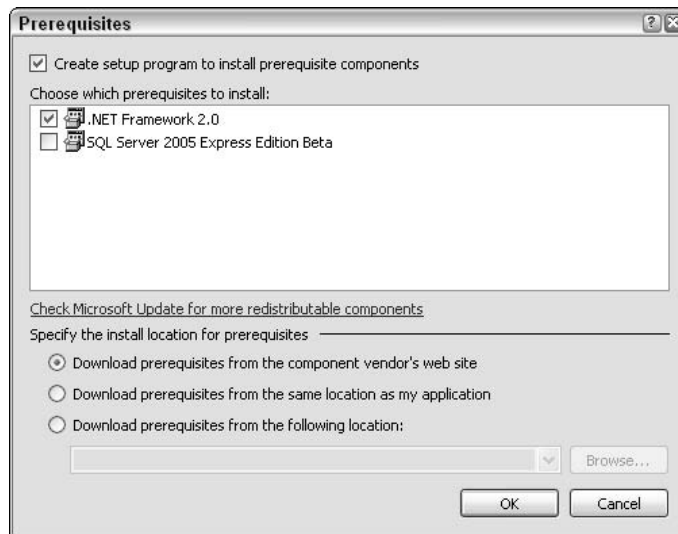 Prerequisites
Create setup program to install prerequisite components
Choose which prerequisites to install:
.NET Framework 2.0
SQL Server 2005 Express Edition Beta
Check Microsoft Update for more redistributable components
Specify the install location for prerequisites
Download prerequisites from the component vendor's web site
Download prerequisites from the same location as my application
Download prerequisites from the following location:
Browse...
OK Cancel